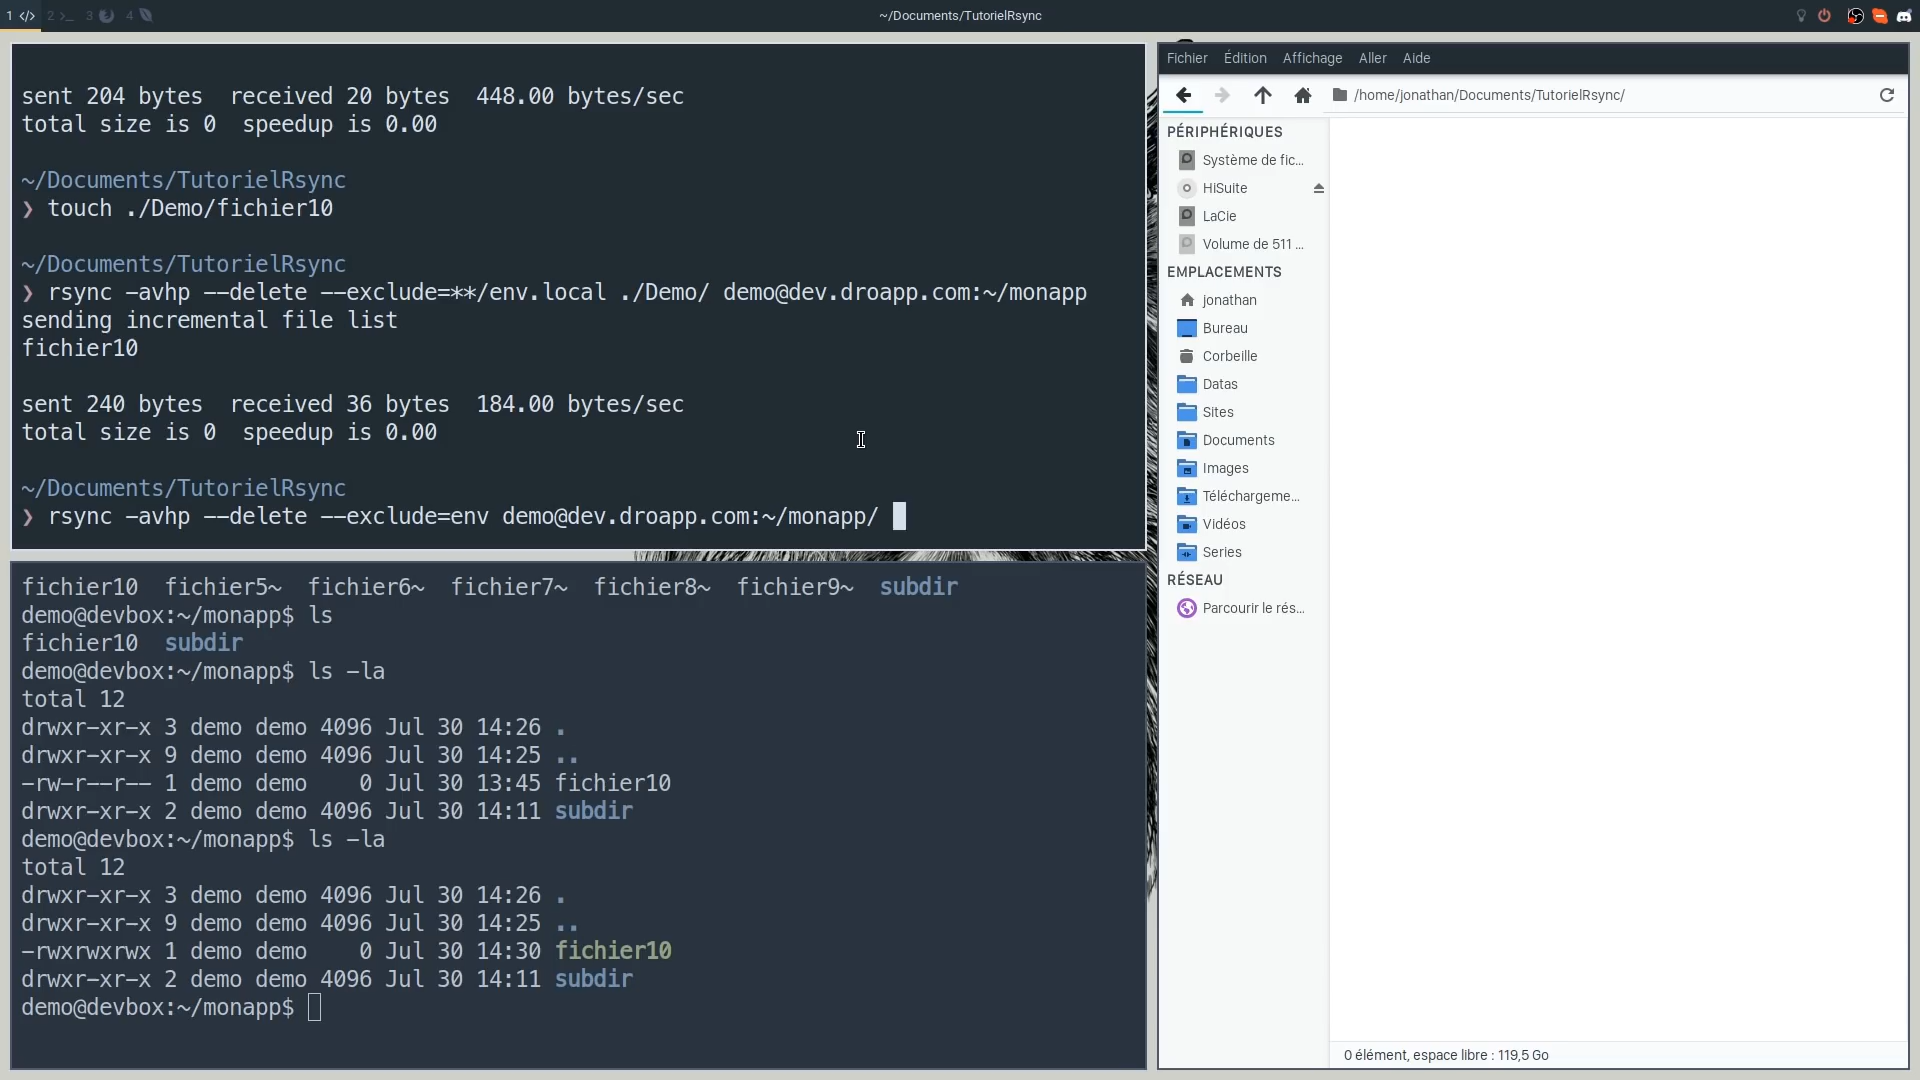 1 </> 2 >_ 3 4
~/Documents/TutorielRsync
sent 204 bytes  received 20 bytes  448.00 bytes/sec
total size is 0  speedup is 0.00
~/Documents/TutorielRsync
❯ touch ./Demo/fichier10
~/Documents/TutorielRsync
❯ rsync -avhp --delete --exclude=**/env.local ./Demo/ demo@dev.droapp.com:~/monapp
sending incremental file list
fichier10
sent 240 bytes  received 36 bytes  184.00 bytes/sec
total size is 0  speedup is 0.00
~/Documents/TutorielRsync
❯ rsync -avhp --delete --exclude=env demo@dev.droapp.com:~/monapp/
fichier10  fichier5~  fichier6~  fichier7~  fichier8~  fichier9~  subdir
demo@devbox:~/monapp$ ls
fichier10  subdir
demo@devbox:~/monapp$ ls -la
total 12
drwxr-xr-x 3 demo demo 4096 Jul 30 14:26 .
drwxr-xr-x 9 demo demo 4096 Jul 30 14:25 ..
-rw-r--r-- 1 demo demo    0 Jul 30 13:45 fichier10
drwxr-xr-x 2 demo demo 4096 Jul 30 14:11 subdir
demo@devbox:~/monapp$ ls -la
total 12
drwxr-xr-x 3 demo demo 4096 Jul 30 14:26 .
drwxr-xr-x 9 demo demo 4096 Jul 30 14:25 ..
-rwxrwxrwx 1 demo demo    0 Jul 30 14:30 fichier10
drwxr-xr-x 2 demo demo 4096 Jul 30 14:11 subdir
demo@devbox:~/monapp$
Fichier Édition Affichage Aller Aide
/home/jonathan/Documents/TutorielRsync/
PÉRIPHÉRIQUES
Système de fic...
HiSuite
LaCie
Volume de 511 ...
EMPLACEMENTS
jonathan
Bureau
Corbeille
Datas
Sites
Documents
Images
Téléchargeme...
Vidéos
Series
RÉSEAU
Parcourir le rés...
0 élément, espace libre : 119,5 Go